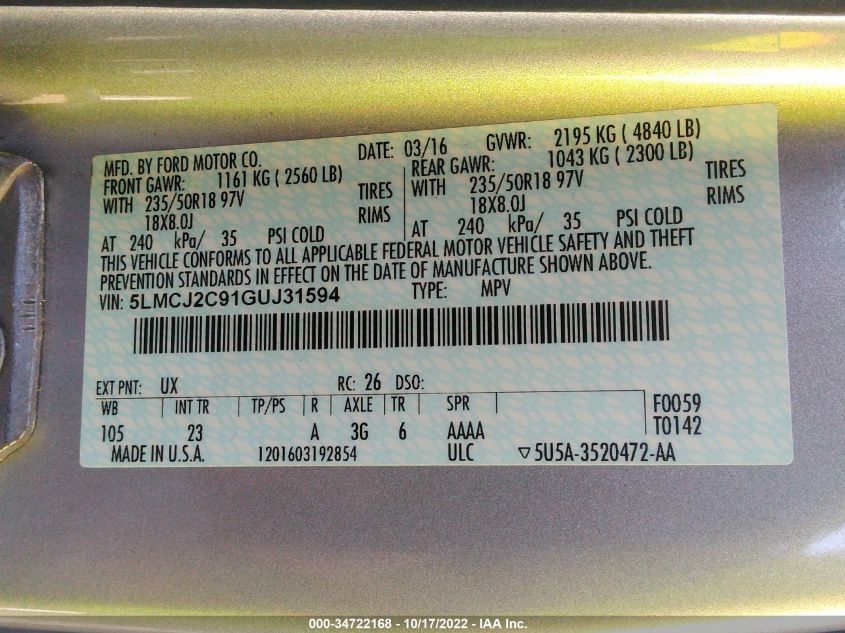 MFD. BY FORD MOTOR CO. DATE: 03/16 GVWR: 2195 KG ( 4840 LB)
FRONT GAWR: 1161 KG ( 2560 LB) REAR GAWR: 1043 KG ( 2300 LB)
WITH 235/50R18 97V TIRES WITH 235/50R18 97V TIRES
18X8.0J RIMS 18X8.0J RIMS
AT 240 kPa/ 35 PSI COLD AT 240 kPa/ 35 PSI COLD
THIS VEHICLE CONFORMS TO ALL APPLICABLE FEDERAL MOTOR VEHICLE SAFETY AND THEFT
PREVENTION STANDARDS IN EFFECT ON THE DATE OF MANUFACTURE SHOWN ABOVE.
VIN: 5LMCJ2C91GUJ31594 TYPE: MPV
EXT PNT: UX RC: 26 DSO:
WB | INT TR | TP/PS | R | AXLE | TR | SPR F0059
105 23 A 3G 6 AAAA T0142
MADE IN U.S.A. 1201603192854 ULC ▽5U5A-3520472-AA
000-34722168 - 10/17/2022 - IAA Inc.